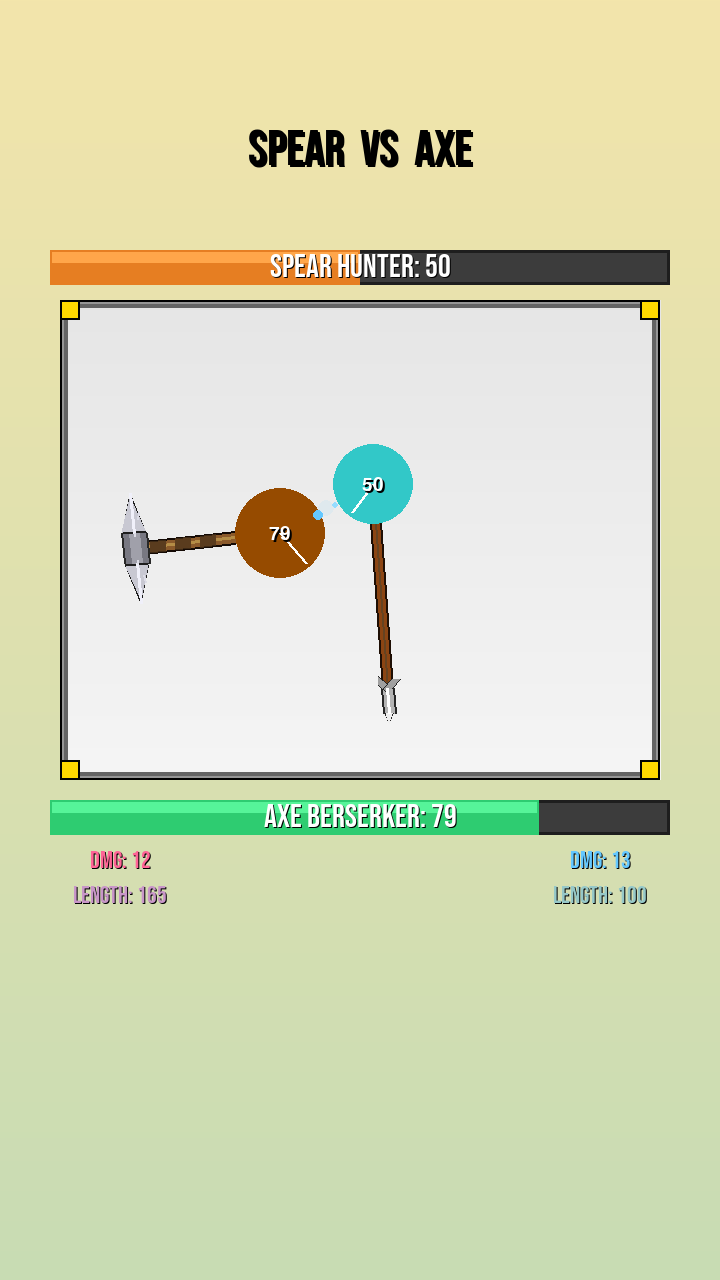 SPEAR VS AXE
SPEAR HUNTER: 50
50
79
AXE BERSERKER: 79
DMG: 12
DMG: 13
LENGTH: 165
LENGTH: 100